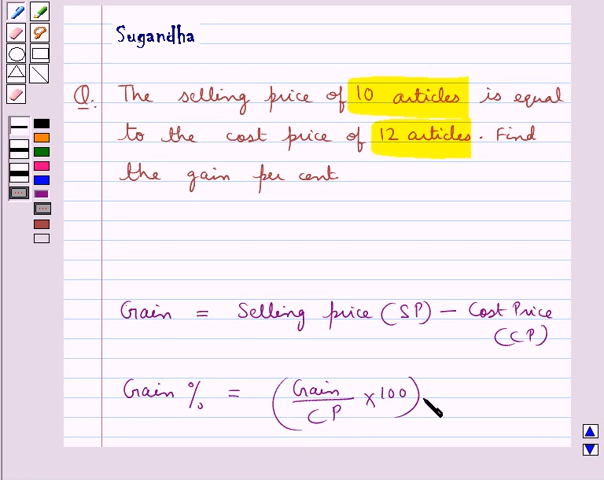 Sugandha
Q. The selling price of 10 articles is equal
to the cost price of 12 articles. Find
the gain per cent.
Gain = Selling price (SP) - Cost Price
(CP)
Gain % = (Gain/CP × 100)